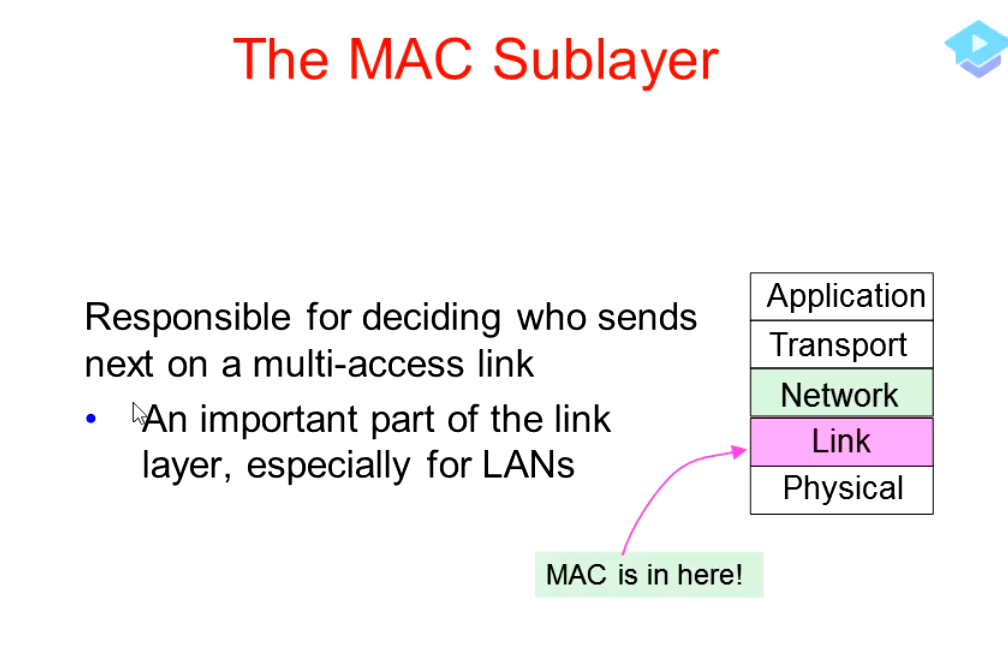 The MAC Sublayer
Responsible for deciding who sends
next on a multi-access link
• An important part of the link
layer, especially for LANs
Application
Transport
Network
Link
Physical
MAC is in here!